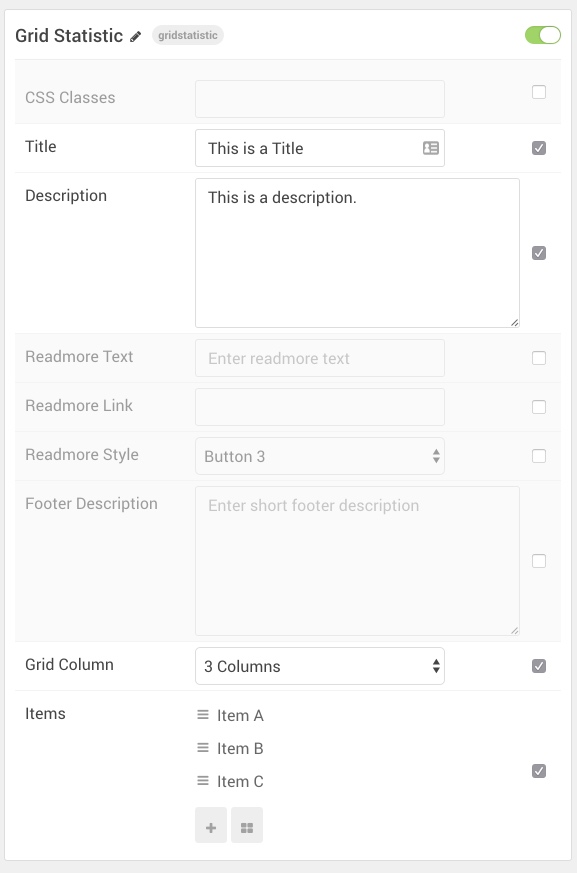 Grid Statistic gridstatistic
CSS Classes
Title This is a Title
Description This is a description.
Readmore Text Enter readmore text
Readmore Link
Readmore Style Button 3
Footer Description Enter short footer description
Grid Column 3 Columns
Items Item A
Item B
Item C